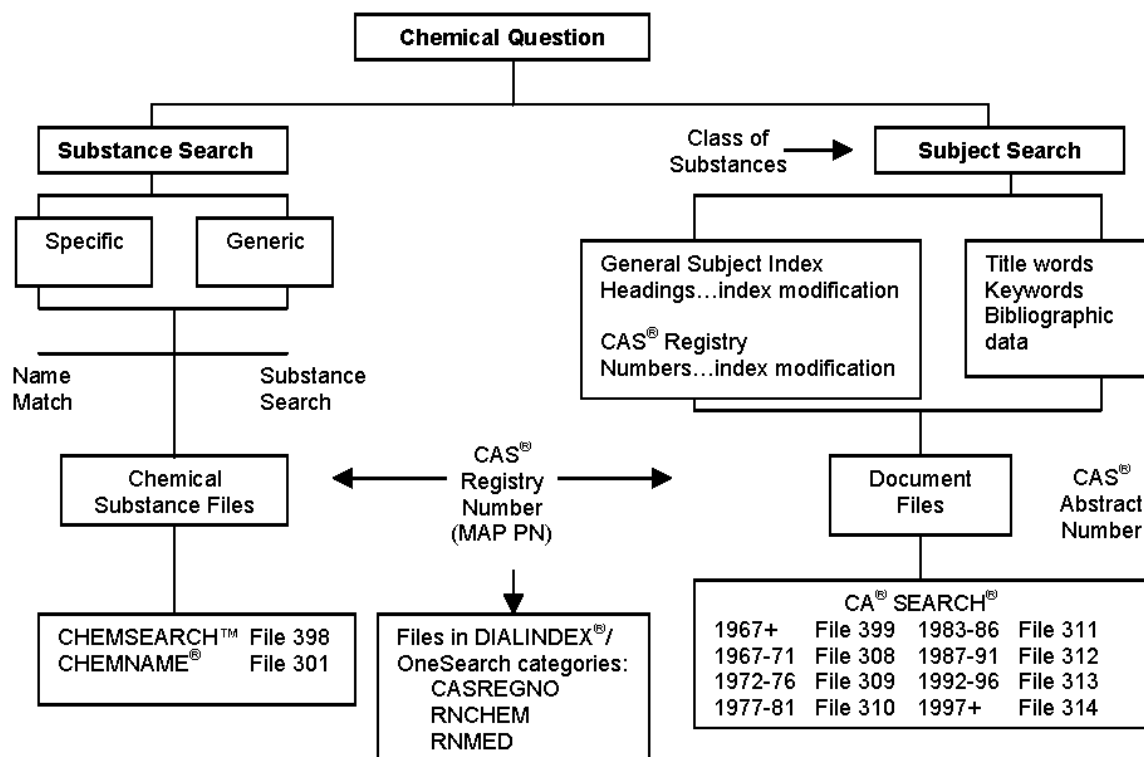 Chemical Question
Substance Search
Class of
Substances
Subject Search
Specific
Generic
General Subject Index
Headings…index modification
CAS® Registry
Numbers…index modification
Title words
Keywords
Bibliographic
data
Name
Match
Substance
Search
Chemical
Substance Files
CAS®
Registry
Number
(MAP PN)
Document
Files
CAS®
Abstract
Number
CHEMSEARCH™ File 398
CHEMNAME® File 301
Files in DIALINDEX®/
OneSearch categories:
CASREGNO
RNCHEM
RNMED
CA® SEARCH®
1967+ File 399 1983-86 File 311
1967-71 File 308 1987-91 File 312
1972-76 File 309 1992-96 File 313
1977-81 File 310 1997+ File 314